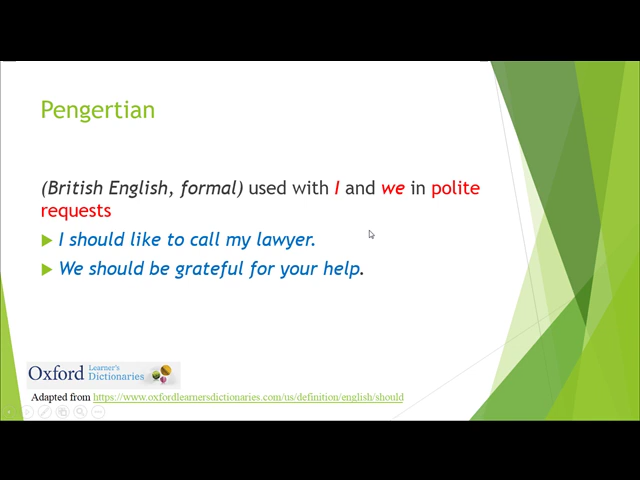 Pengertian
(British English, formal) used with I and we in polite
requests
I should like to call my lawyer.
We should be grateful for your help.
Oxford Learner's Dictionaries
Adapted from https://www.oxfordlearnersdictionaries.com/us/definition/english/should